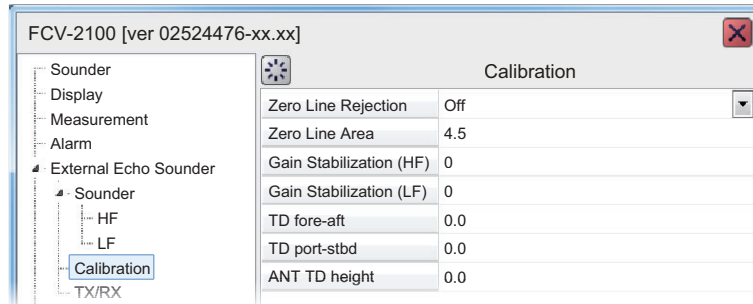 FCV-2100 [ver 02524476-xx.xx]
Sounder
Display
Measurement
Alarm
External Echo Sounder
Sounder
HF
LF
Calibration
TX/RX
Calibration
Zero Line Rejection Off
Zero Line Area 4.5
Gain Stabilization (HF) 0
Gain Stabilization (LF) 0
TD fore-aft 0.0
TD port-stbd 0.0
ANT TD height 0.0